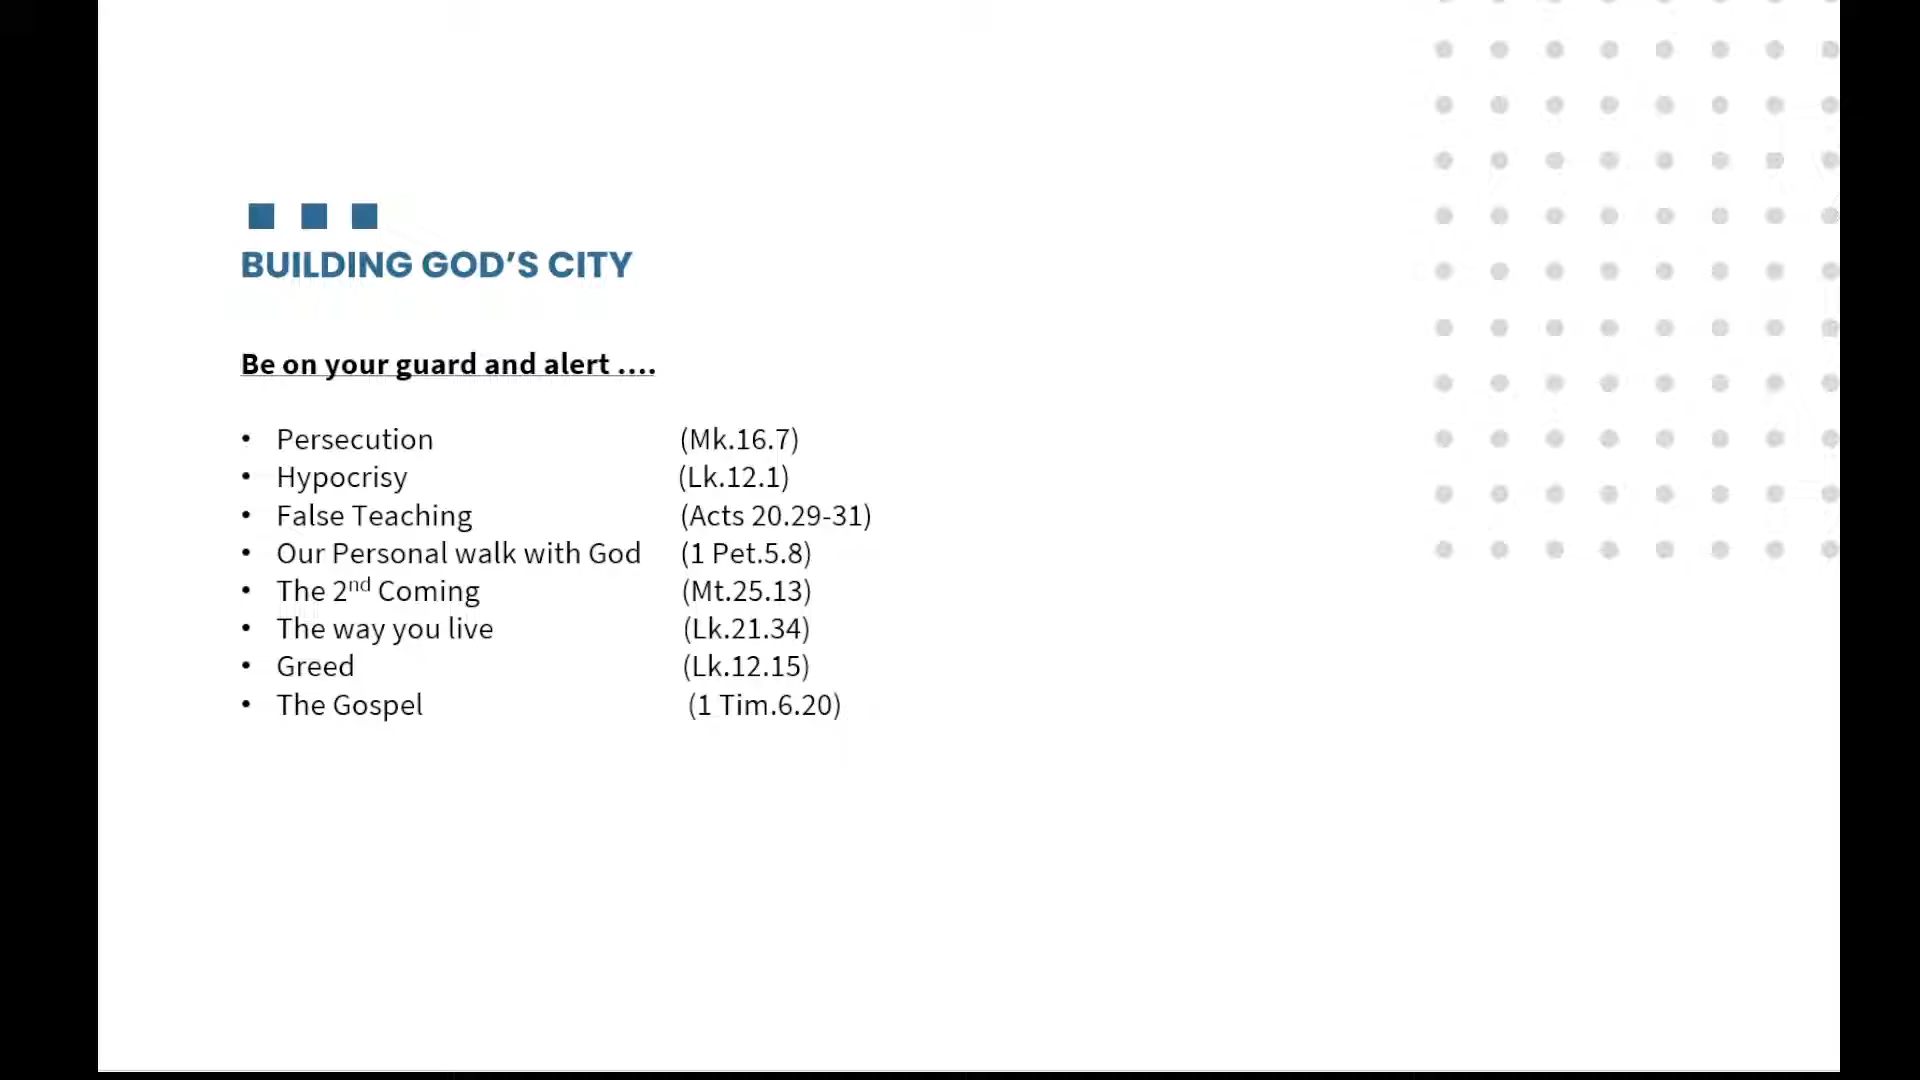 BUILDING GOD’S CITY
Be on your guard and alert ....
• Persecution (Mk.16.7)
• Hypocrisy (Lk.12.1)
• False Teaching (Acts 20.29-31)
• Our Personal walk with God (1 Pet.5.8)
• The 2nd Coming (Mt.25.13)
• The way you live (Lk.21.34)
• Greed (Lk.12.15)
• The Gospel (1 Tim.6.20)